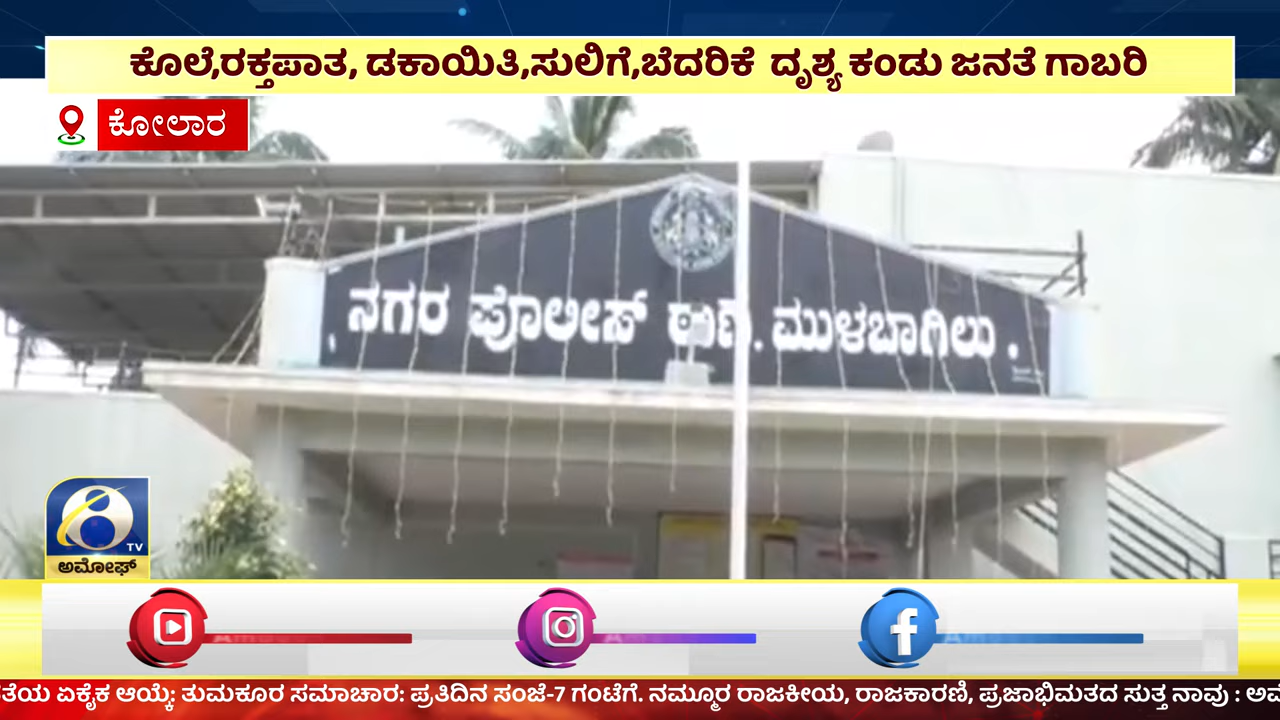 ಕೊಲೆ,ರಕ್ತಪಾತ, ಡಕಾಯಿತಿ,ಸುಲಿಗೆ,ಬೆದರಿಕೆ ದೃಶ್ಯ ಕಂಡು ಜನತೆ ಗಾಬರಿ
ಕೋಲಾರ
ನಗರ ಪೊಲೀಸ್ ಠಾಣೆ. ಮುಳಬಾಗಿಲು.
TV
ಅಮೋಘ್
ತೆಯ ಏಕೈಕ ಆಯ್ಕೆ: ತುಮಕೂರ ಸಮಾಚಾರ: ಪ್ರತಿದಿನ ಸಂಜೆ-7 ಗಂಟೆಗೆ. ನಮ್ಮೂರ ರಾಜಕೀಯ, ರಾಜಕಾರಣಿ, ಪ್ರಜಾಭಿಮತದ ಸುತ್ತ ನಾವು : ಅಮ